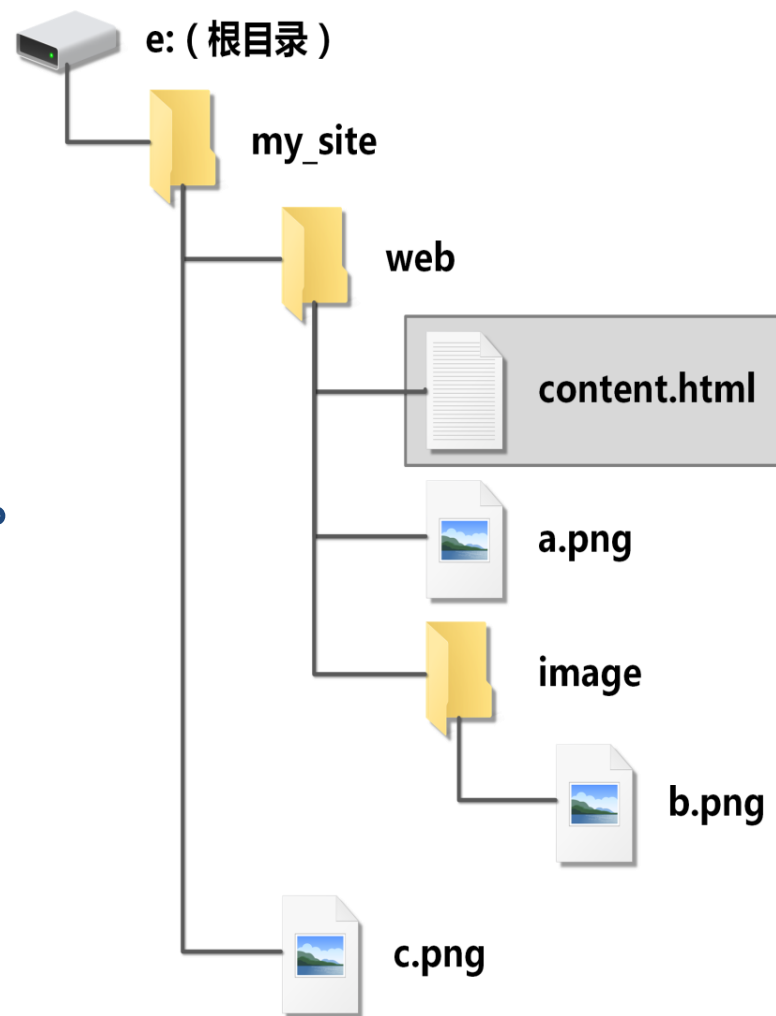 e:（根目录）
my_site
web
content.html
a.png
image
b.png
c.png